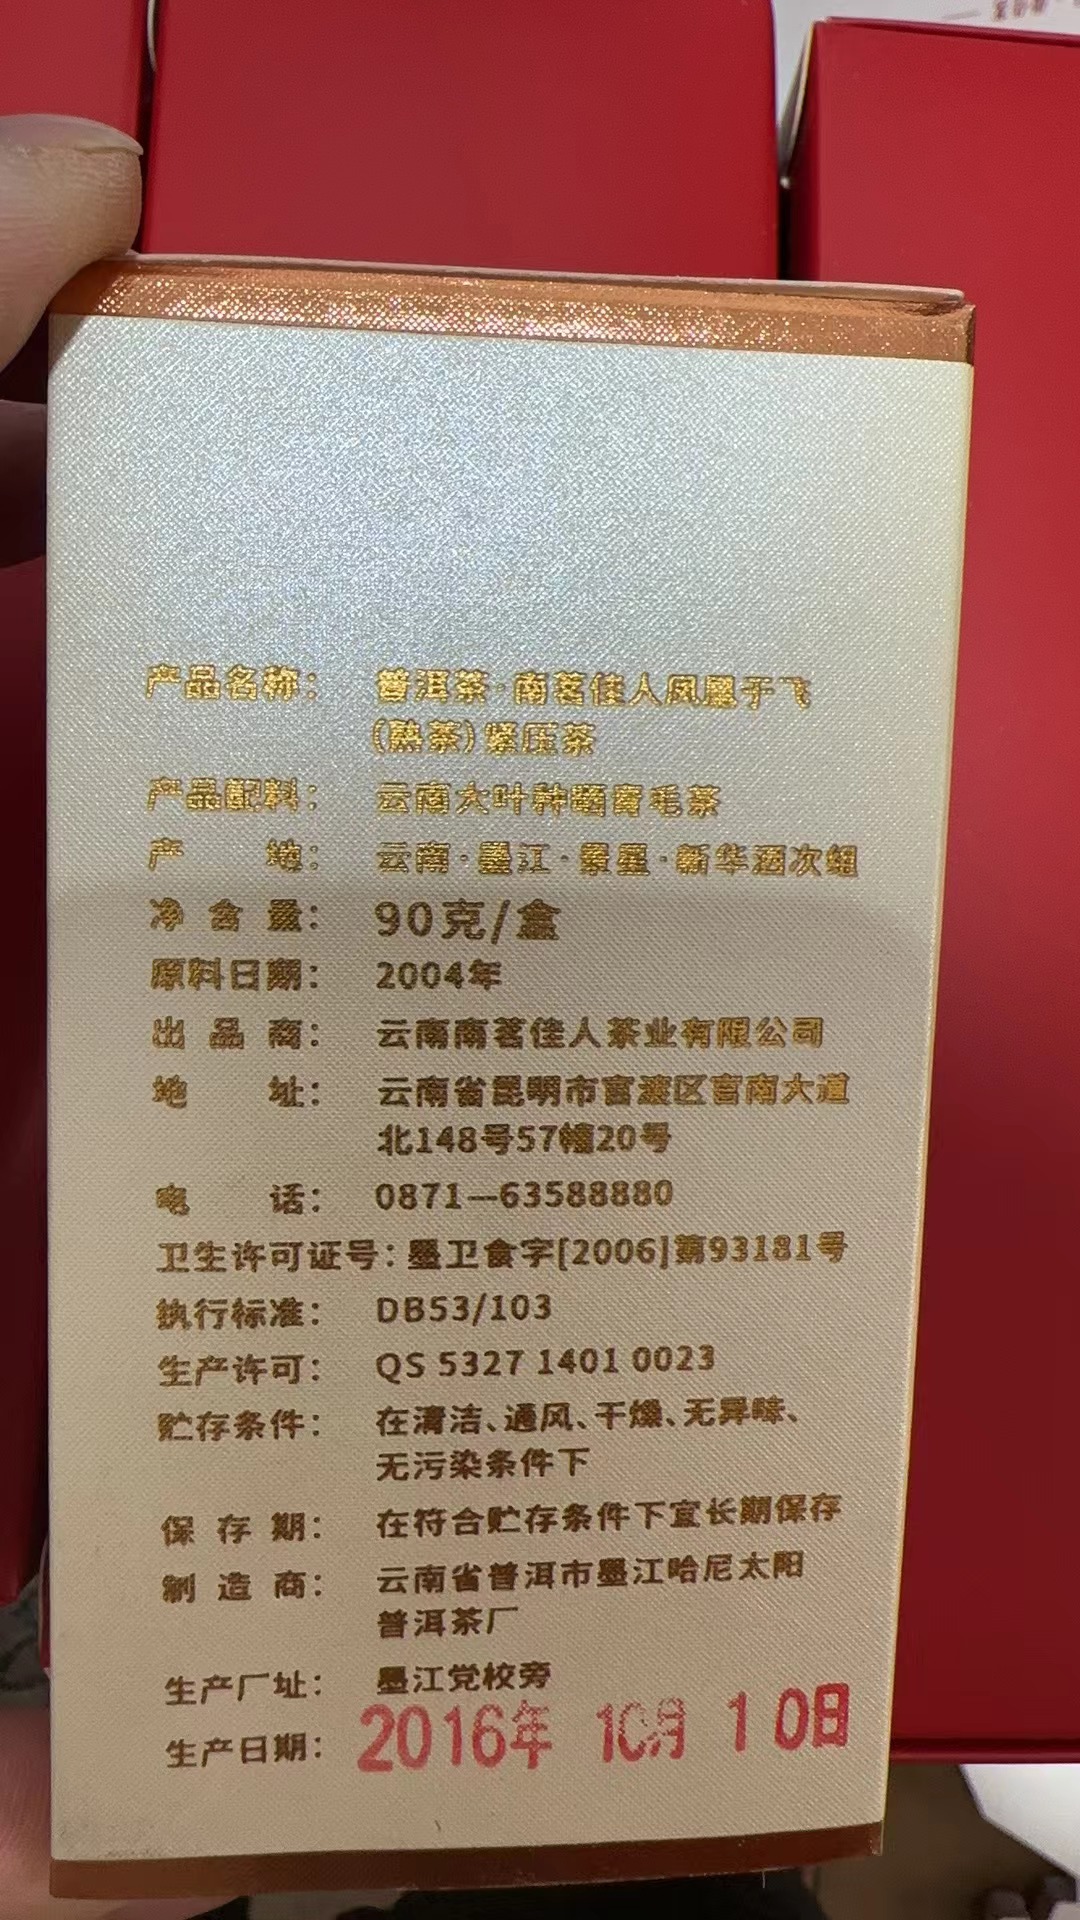 产品名称： 普洱茶·南茗佳人凤凰于飞
（熟茶）紧压茶
产品配料： 云南大叶种晒青毛茶
产 地： 云南·墨江·景星·新华酒次组
净 含 量： 90克/盒
原料日期： 2004年
出 品 商： 云南南茗佳人茶业有限公司
地 址： 云南省昆明市官渡区官南大道
北148号57幢20号
电 话： 0871—63588880
卫生许可证号：墨卫食字[2006]第93181号
执行标准： DB53/103
生产许可： QS 5327 1401 0023
贮存条件： 在清洁、通风、干燥、无异味、
无污染条件下
保 存 期： 在符合贮存条件下宜长期保存
制 造 商： 云南省普洱市墨江哈尼太阳
普洱茶厂
生产厂址： 墨江党校旁
生产日期： 2016年 10月 10日